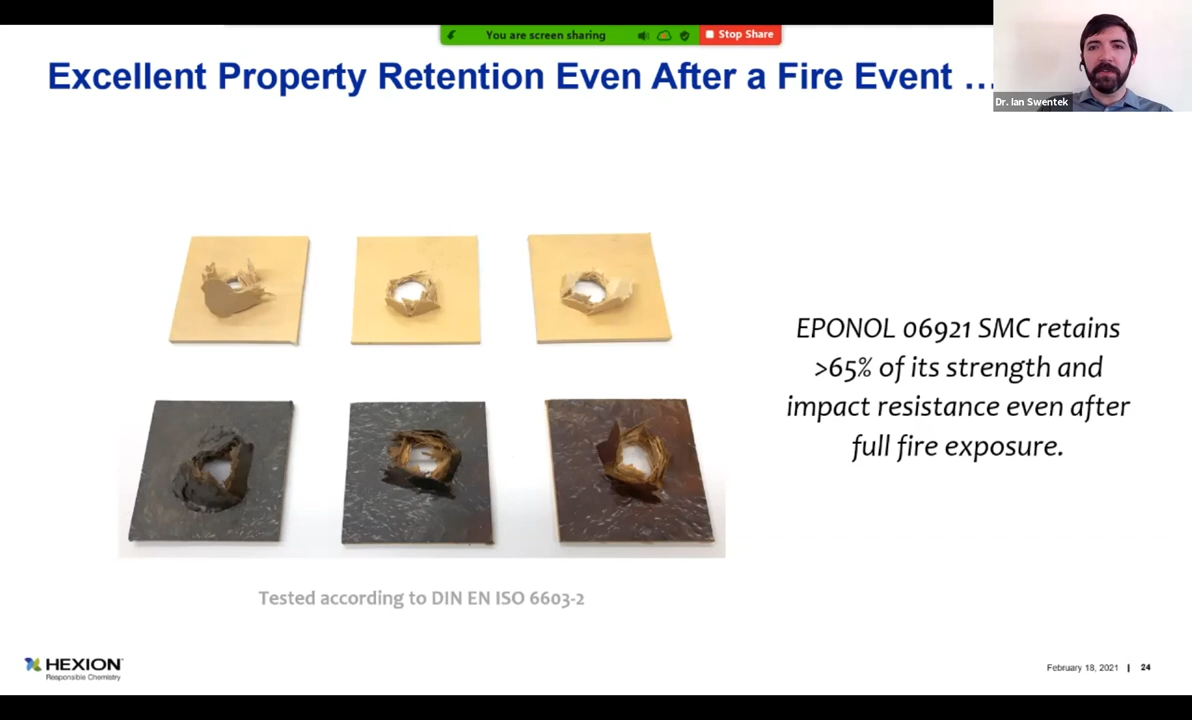 You are screen sharing
Stop Share
Excellent Property Retention Even After a Fire Event …
Dr. Ian Swentek
EPONOL 06921 SMC retains
>65% of its strength and
impact resistance even after
full fire exposure.
Tested according to DIN EN ISO 6603-2
HEXION
Responsible Chemistry
February 18, 2021 | 24